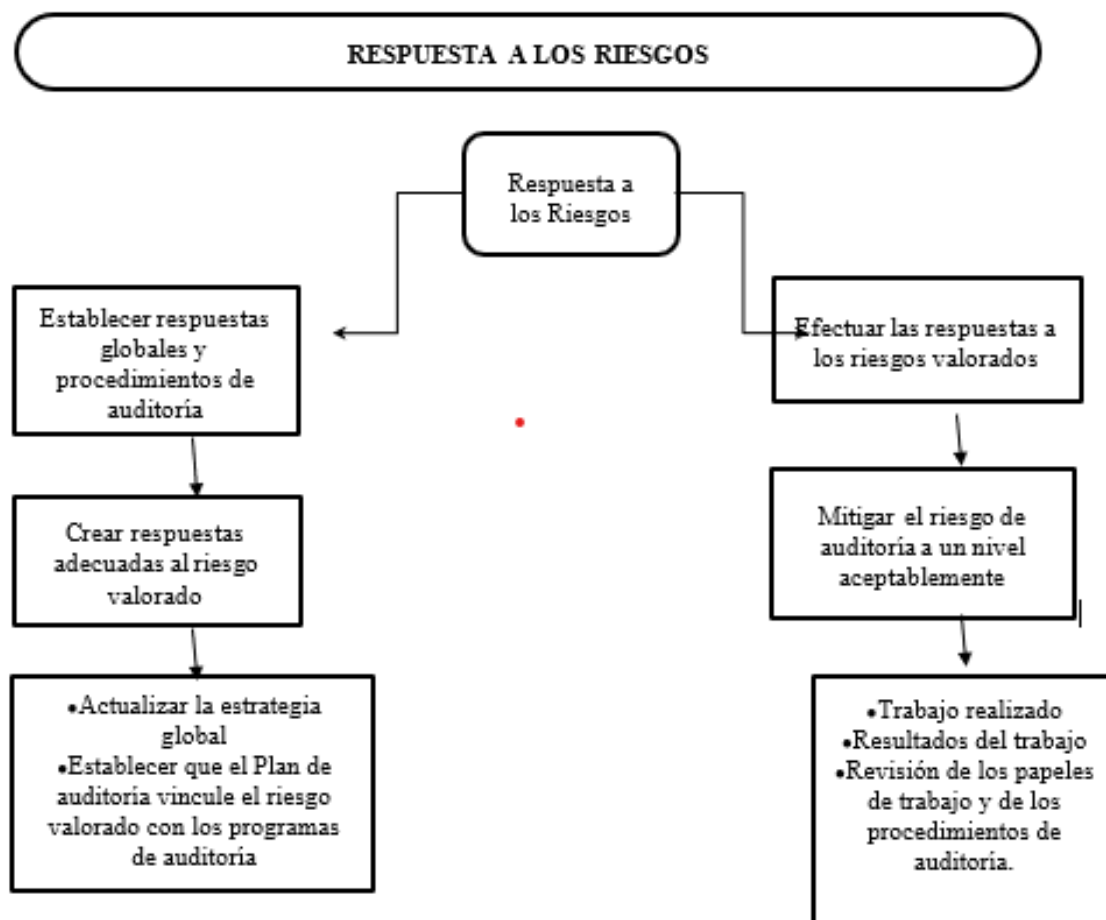 RESPUESTA A LOS RIESGOS
Respuesta a
los Riesgos
Establecer respuestas
globales y
procedimientos de
auditoría
Crear respuestas
adecuadas al riesgo
valorado
•Actualizar la estrategia
global
•Establecer que el Plan de
auditoría vincule el riesgo
valorado con los programas
de auditoría
Efectuar las respuestas a
los riesgos valorados
Mitigar el riesgo de
auditoría a un nivel
aceptablemente
•Trabajo realizado
•Resultados del trabajo
•Revisión de los papeles
de trabajo y de los
procedimientos de
auditoría.